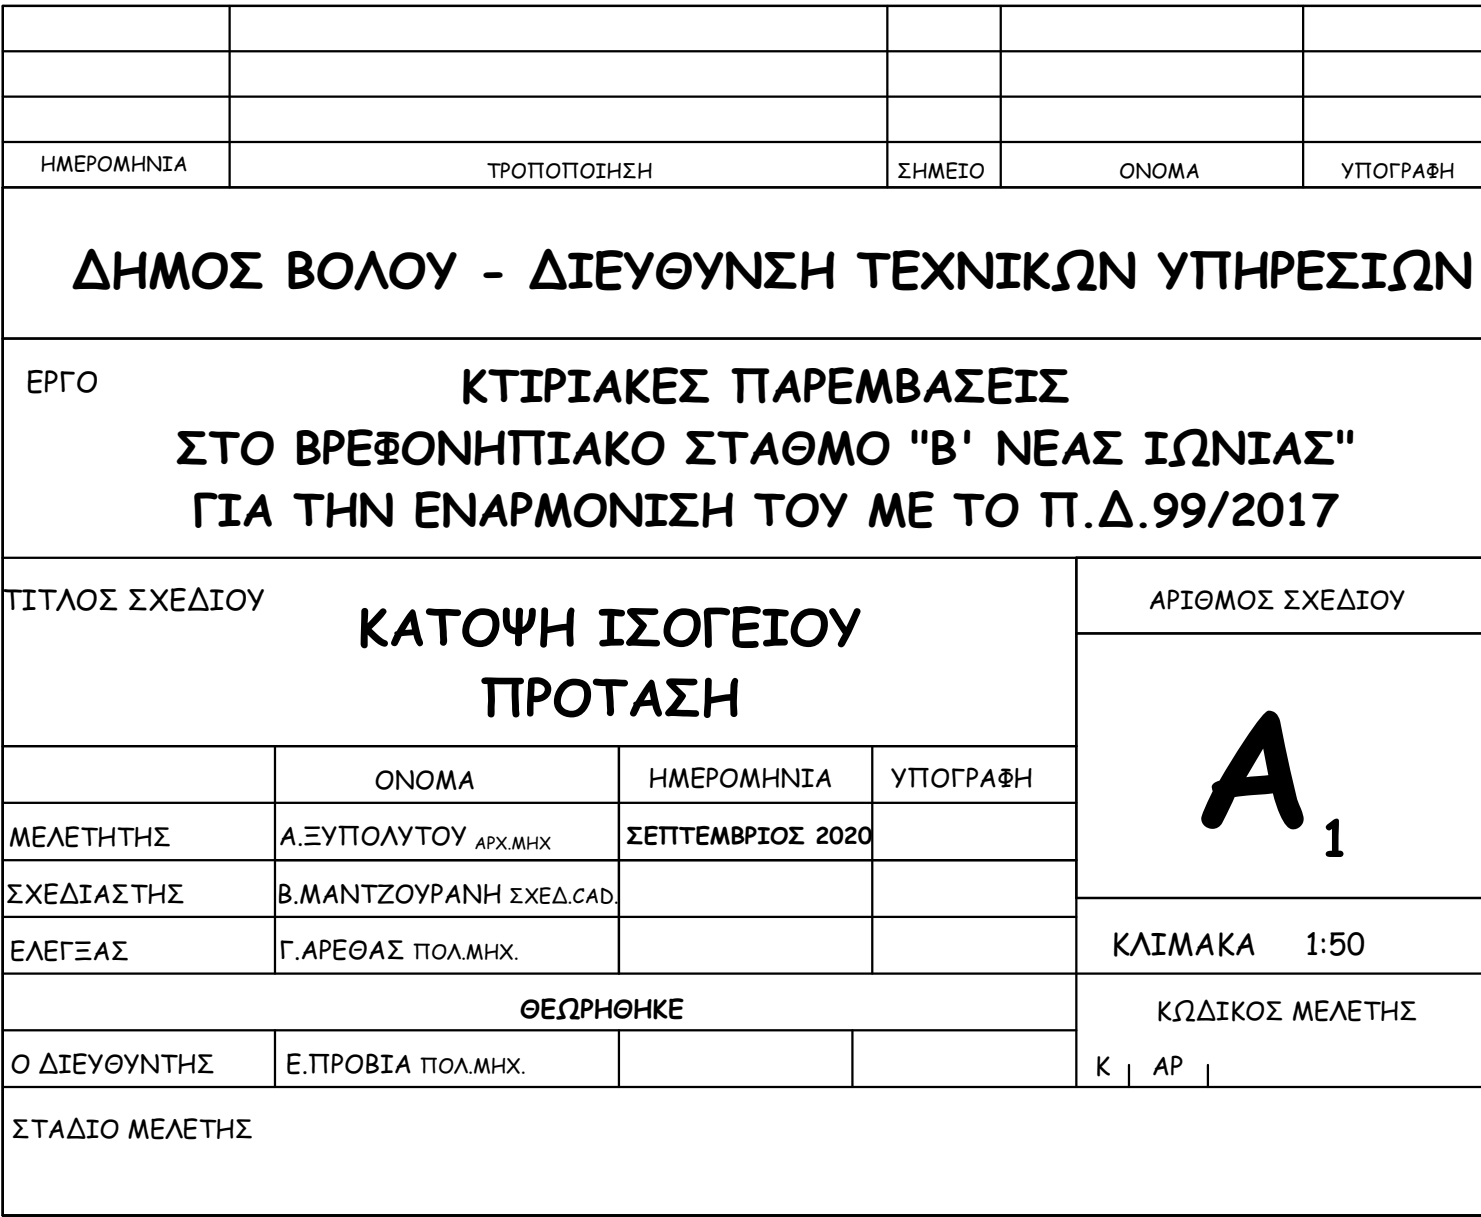 ΗΜΕΡΟΜΗΝΙΑ ΤΡΟΠΟΠΟΙΗΣΗ ΣΗΜΕΙΟ ΟΝΟΜΑ ΥΠΟΓΡΑΦΗ
ΔΗΜΟΣ ΒΟΛΟΥ - ΔΙΕΥΘΥΝΣΗ ΤΕΧΝΙΚΩΝ ΥΠΗΡΕΣΙΩΝ
ΕΡΓΟ ΚΤΙΡΙΑΚΕΣ ΠΑΡΕΜΒΑΣΕΙΣ
ΣΤΟ ΒΡΕΦΟΝΗΠΙΑΚΟ ΣΤΑΘΜΟ "Β' ΝΕΑΣ ΙΩΝΙΑΣ"
ΓΙΑ ΤΗΝ ΕΝΑΡΜΟΝΙΣΗ ΤΟΥ ΜΕ ΤΟ Π.Δ.99/2017
ΤΙΤΛΟΣ ΣΧΕΔΙΟΥ
ΚΑΤΟΨΗ ΙΣΟΓΕΙΟΥ
ΠΡΟΤΑΣΗ
ΑΡΙΘΜΟΣ ΣΧΕΔΙΟΥ
Α1
ΟΝΟΜΑ ΗΜΕΡΟΜΗΝΙΑ ΥΠΟΓΡΑΦΗ
ΜΕΛΕΤΗΤΗΣ Α.ΞΥΠΟΛΥΤΟΥ ΑΡΧ.ΜΗΧ ΣΕΠΤΕΜΒΡΙΟΣ 2020
ΣΧΕΔΙΑΣΤΗΣ Β.ΜΑΝΤΖΟΥΡΑΝΗ ΣΧΕΔ.CAD.
ΕΛΕΓΞΑΣ Γ.ΑΡΕΘΑΣ ΠΟΛ.ΜΗΧ.
ΚΛΙΜΑΚΑ 1:50
ΘΕΩΡΗΘΗΚΕ
ΚΩΔΙΚΟΣ ΜΕΛΕΤΗΣ
Ο ΔΙΕΥΘΥΝΤΗΣ Ε.ΠΡΟΒΙΑ ΠΟΛ.ΜΗΧ.
Κ ΑΡ
ΣΤΑΔΙΟ ΜΕΛΕΤΗΣ